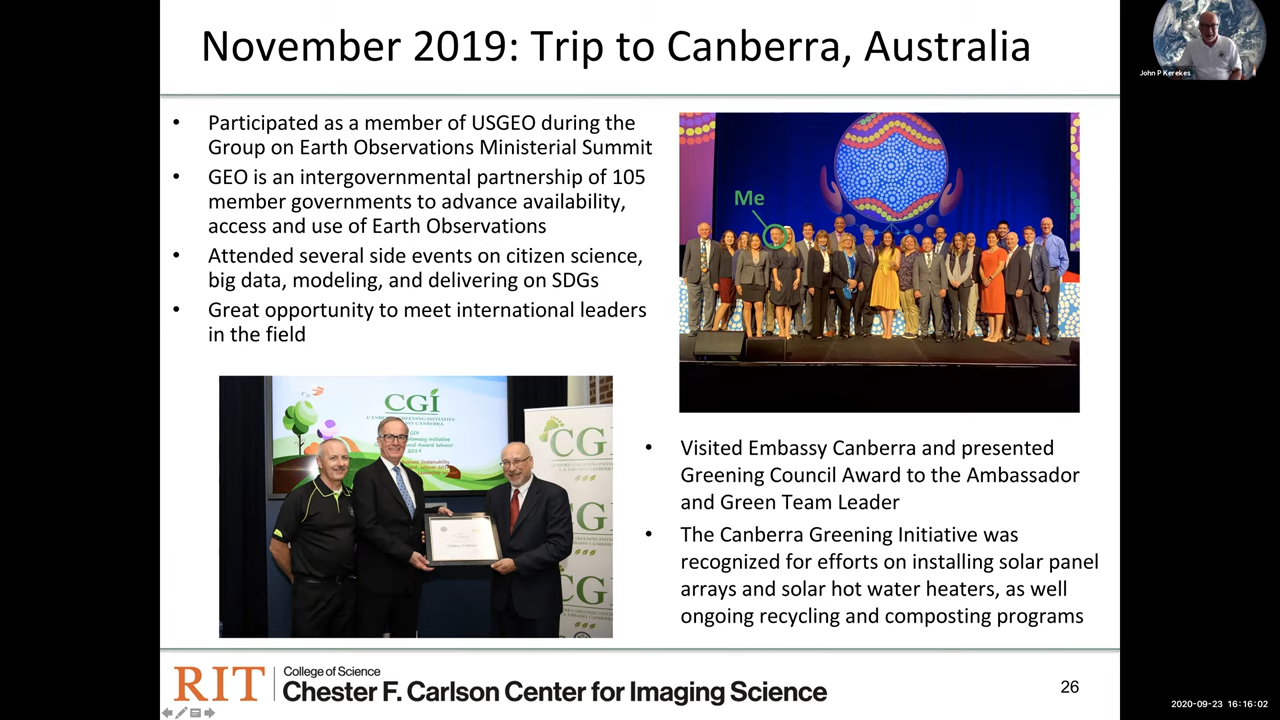 November 2019: Trip to Canberra, Australia
John P Kerekes
• Participated as a member of USGEO during the
Group on Earth Observations Ministerial Summit
• GEO is an intergovernmental partnership of 105
member governments to advance availability,
access and use of Earth Observations
• Attended several side events on citizen science,
big data, modeling, and delivering on SDGs
• Great opportunity to meet international leaders
in the field
Me
CGI
CANBERRA GREENING INITIATIVES
CGI
• Visited Embassy Canberra and presented
Greening Council Award to the Ambassador
and Green Team Leader
• The Canberra Greening Initiative was
recognized for efforts on installing solar panel
arrays and solar hot water heaters, as well
ongoing recycling and composting programs
RIT
College of Science
Chester F. Carlson Center for Imaging Science
26
2020-09-23 16:16:02